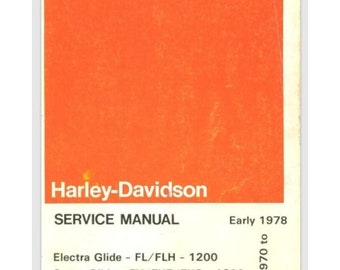 Harley-Davidson
SERVICE MANUAL Early 1978
Electra Glide - FL/FLH - 1200
1970 to